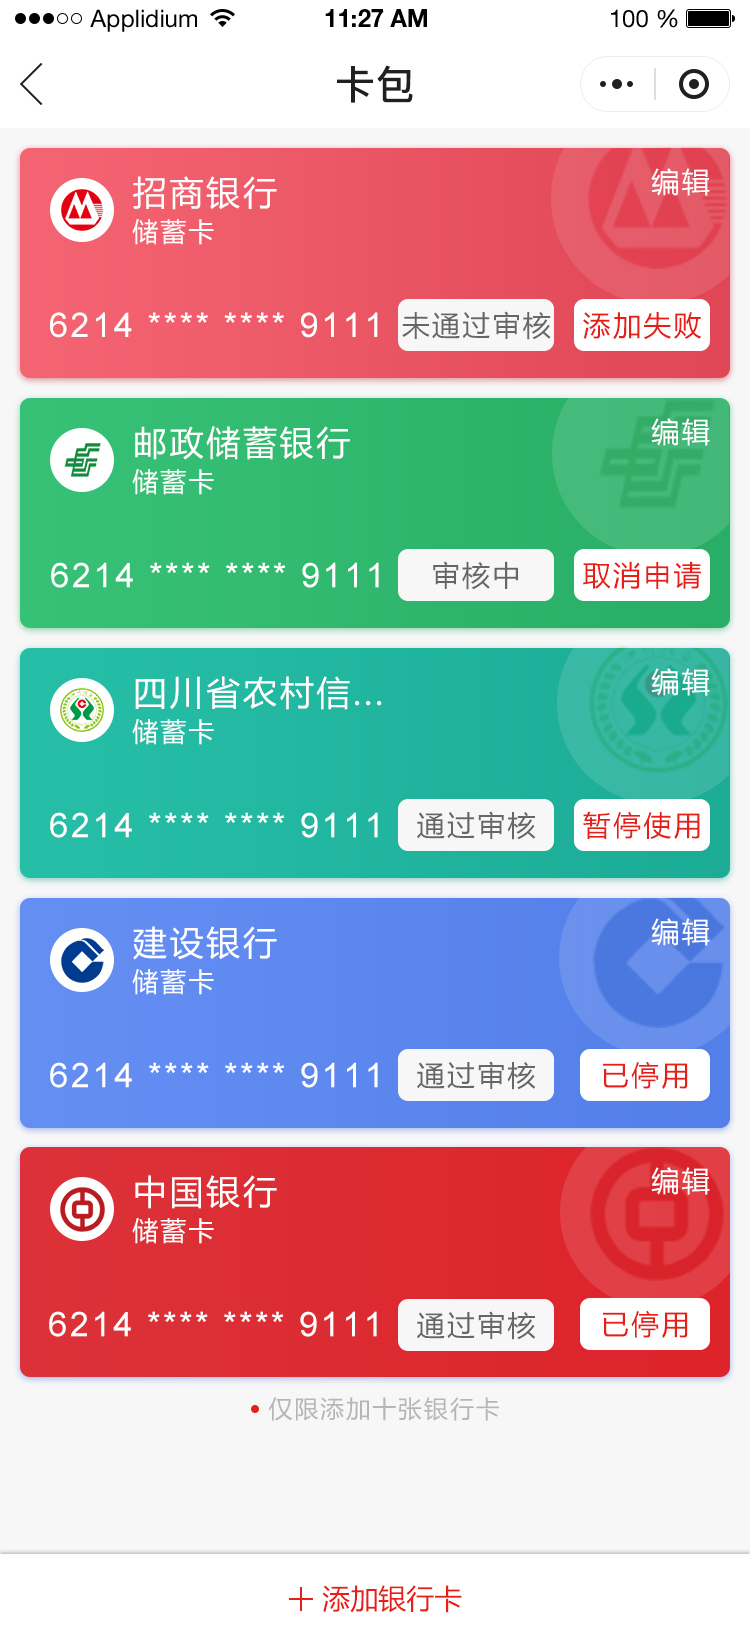 ●●●○○ Applidium 11:27 AM 100 %
卡包
招商银行 编辑
储蓄卡
6214 **** **** 9111 未通过审核 添加失败
邮政储蓄银行 编辑
储蓄卡
6214 **** **** 9111 审核中 取消申请
四川省农村信... 编辑
储蓄卡
6214 **** **** 9111 通过审核 暂停使用
建设银行 编辑
储蓄卡
6214 **** **** 9111 通过审核 已停用
中国银行 编辑
储蓄卡
6214 **** **** 9111 通过审核 已停用
• 仅限添加十张银行卡
+ 添加银行卡